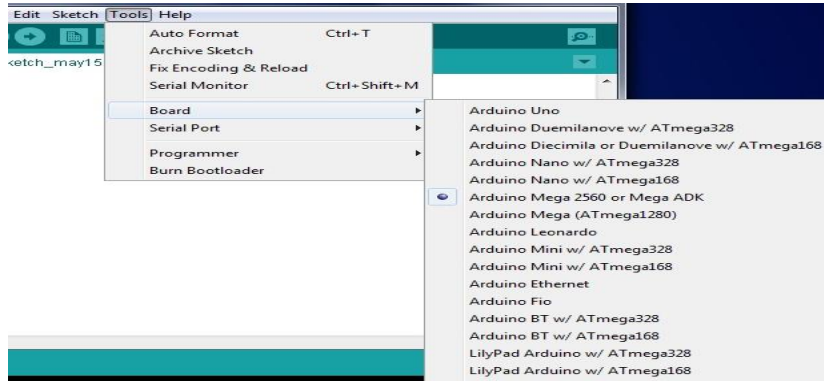 Edit Sketch Tools Help
Auto Format Ctrl+T
Archive Sketch
ketch_may15
Fix Encoding & Reload
Serial Monitor Ctrl+Shift+M
Board
Serial Port
Programmer
Burn Bootloader
Arduino Uno
Arduino Duemilanove w/ ATmega328
Arduino Diecimila or Duemilanove w/ ATmega168
Arduino Nano w/ ATmega328
Arduino Nano w/ ATmega168
Arduino Mega 2560 or Mega ADK
Arduino Mega (ATmega1280)
Arduino Leonardo
Arduino Mini w/ ATmega328
Arduino Mini w/ ATmega168
Arduino Ethernet
Arduino Fio
Arduino BT w/ ATmega328
Arduino BT w/ ATmega168
LilyPad Arduino w/ ATmega328
LilyPad Arduino w/ ATmega168